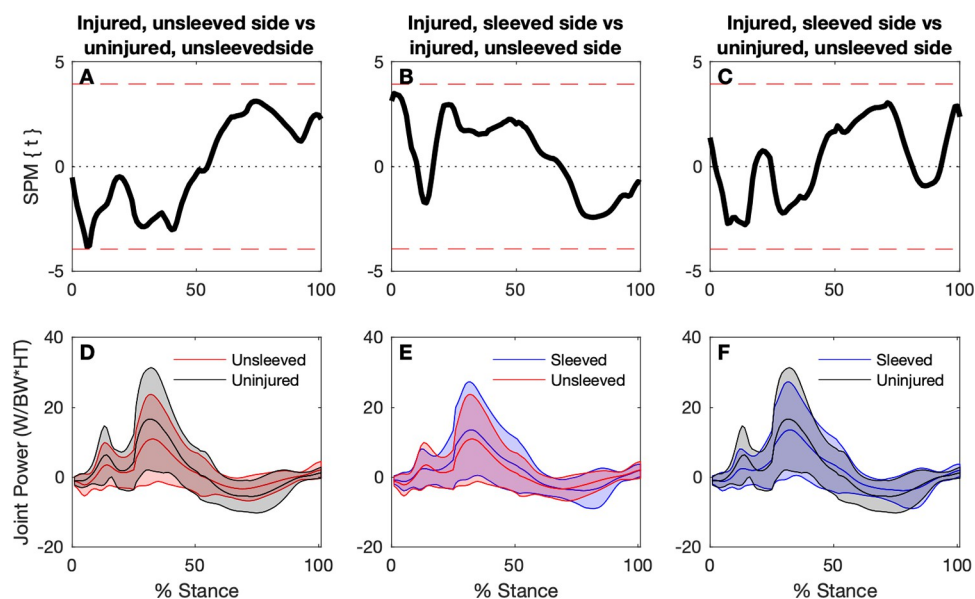 Injured, unsleeved side vs
uninjured, unsleevedside
Injured, sleeved side vs
injured, unsleeved side
Injured, sleeved side vs
uninjured, unsleeved side
A
B
C
SPM { t }
5
0
-5
0
50
100
5
0
-5
0
50
100
5
0
-5
0
50
100
D
Unsleeved
Uninjured
E
Sleeved
Unsleeved
F
Sleeved
Uninjured
Joint Power (W/BW*HT)
40
20
0
-20
0
50
100
% Stance
40
20
0
-20
0
50
100
% Stance
40
20
0
-20
0
50
100
% Stance